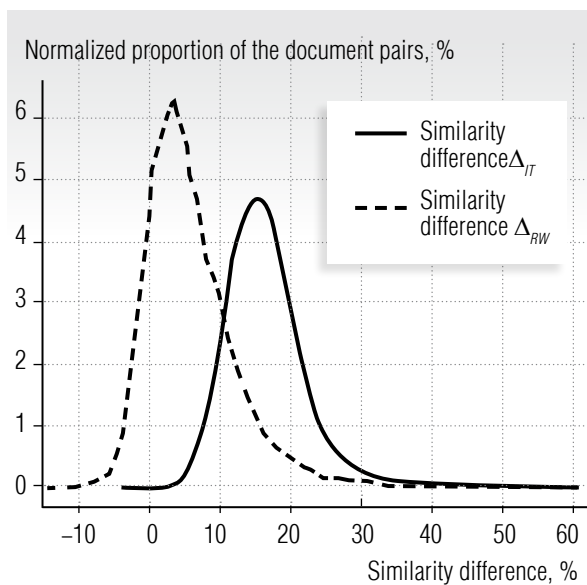 Normalized proportion of the document pairs, %
6
5
4
3
2
1
0
Similarity
differenceΔIT
Similarity
difference ΔRW
–10 0 10 20 30 40 50 60
Similarity difference, %